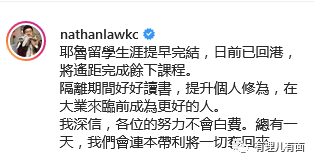 nathanlawkc
耶魯留學生涯提早完結，日前已回港，
將遙距完成餘下課程。
隔離期間好好讀書，提升個人修為，在
大業來臨前成為更好的人。
我深信，各位的努力不會白費。總有一
天，我們會連本帶利將一切奪回
有面